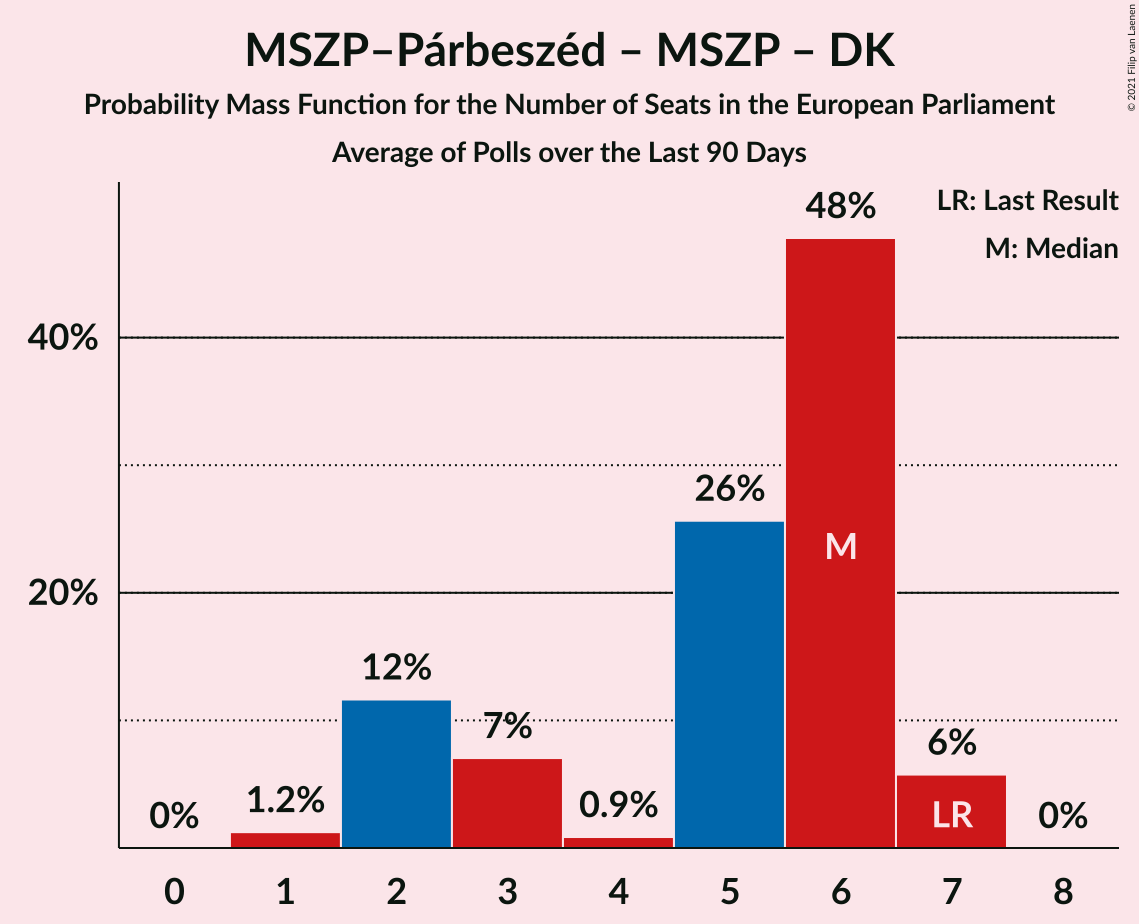 MSZP–Párbeszéd – MSZP – DK
Probability Mass Function for the Number of Seats in the European Parliament
Average of Polls over the Last 90 Days
© 2021 Filip van Laenen
LR: Last Result
M: Median
40%
20%
0%
1.2%
12%
7%
0.9%
26%
48%
6%
0%
M
LR
0 1 2 3 4 5 6 7 8